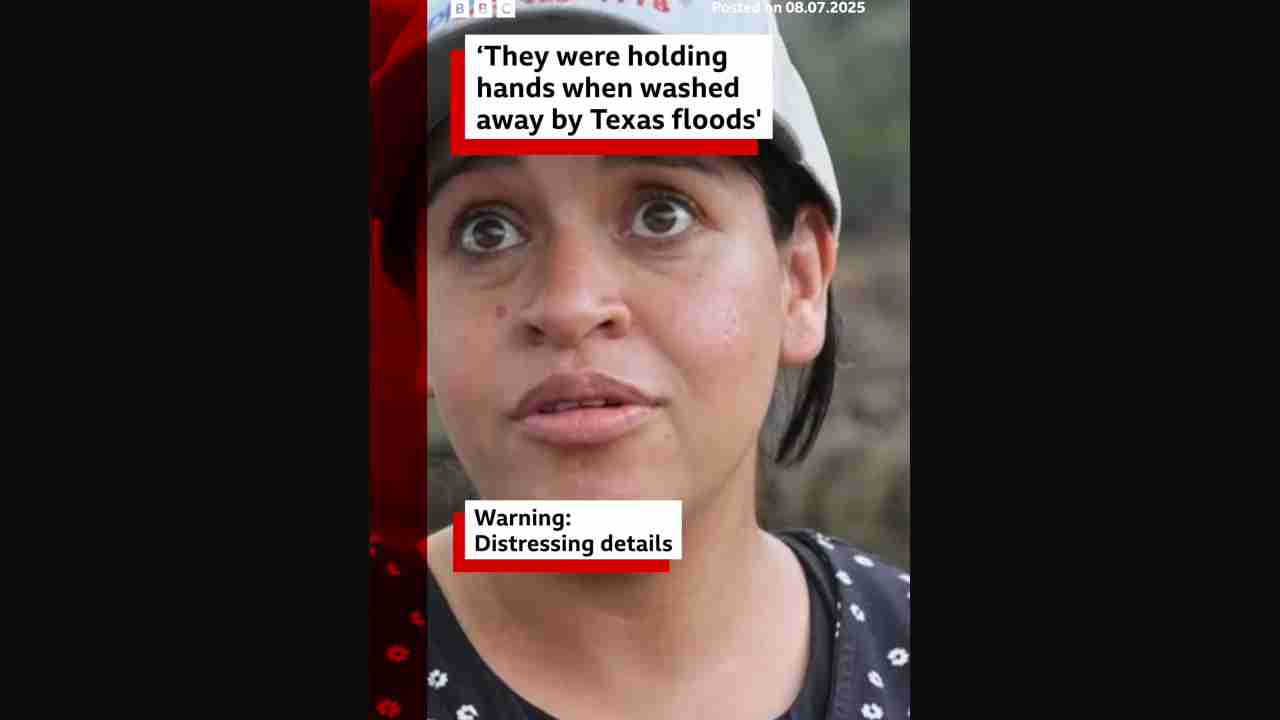 BBC
Posted on 08.07.2025
‘They were holding
hands when washed
away by Texas floods'
Warning:
Distressing details